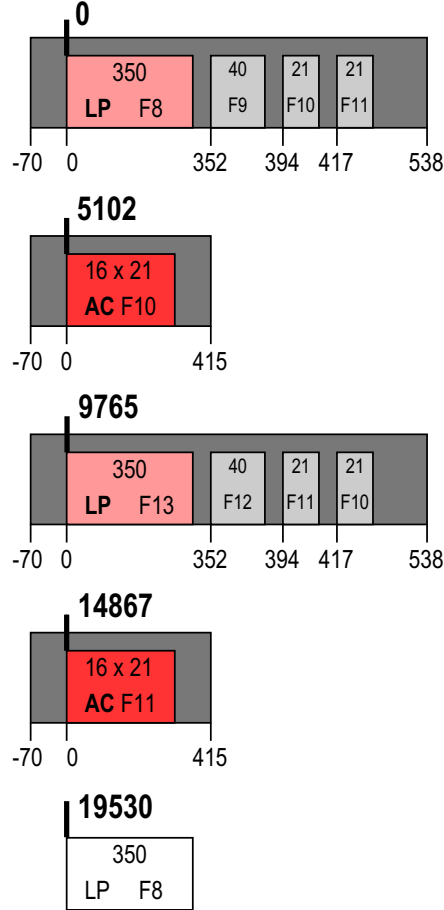 0
350 40 21 21
LP F8 F9 F10 F11
-70 0 352 394 417 538
5102
16 x 21
AC F10
-70 0 415
9765
350 40 21 21
LP F13 F12 F11 F10
-70 0 352 394 417 538
14867
16 x 21
AC F11
-70 0 415
19530
350
LP F8